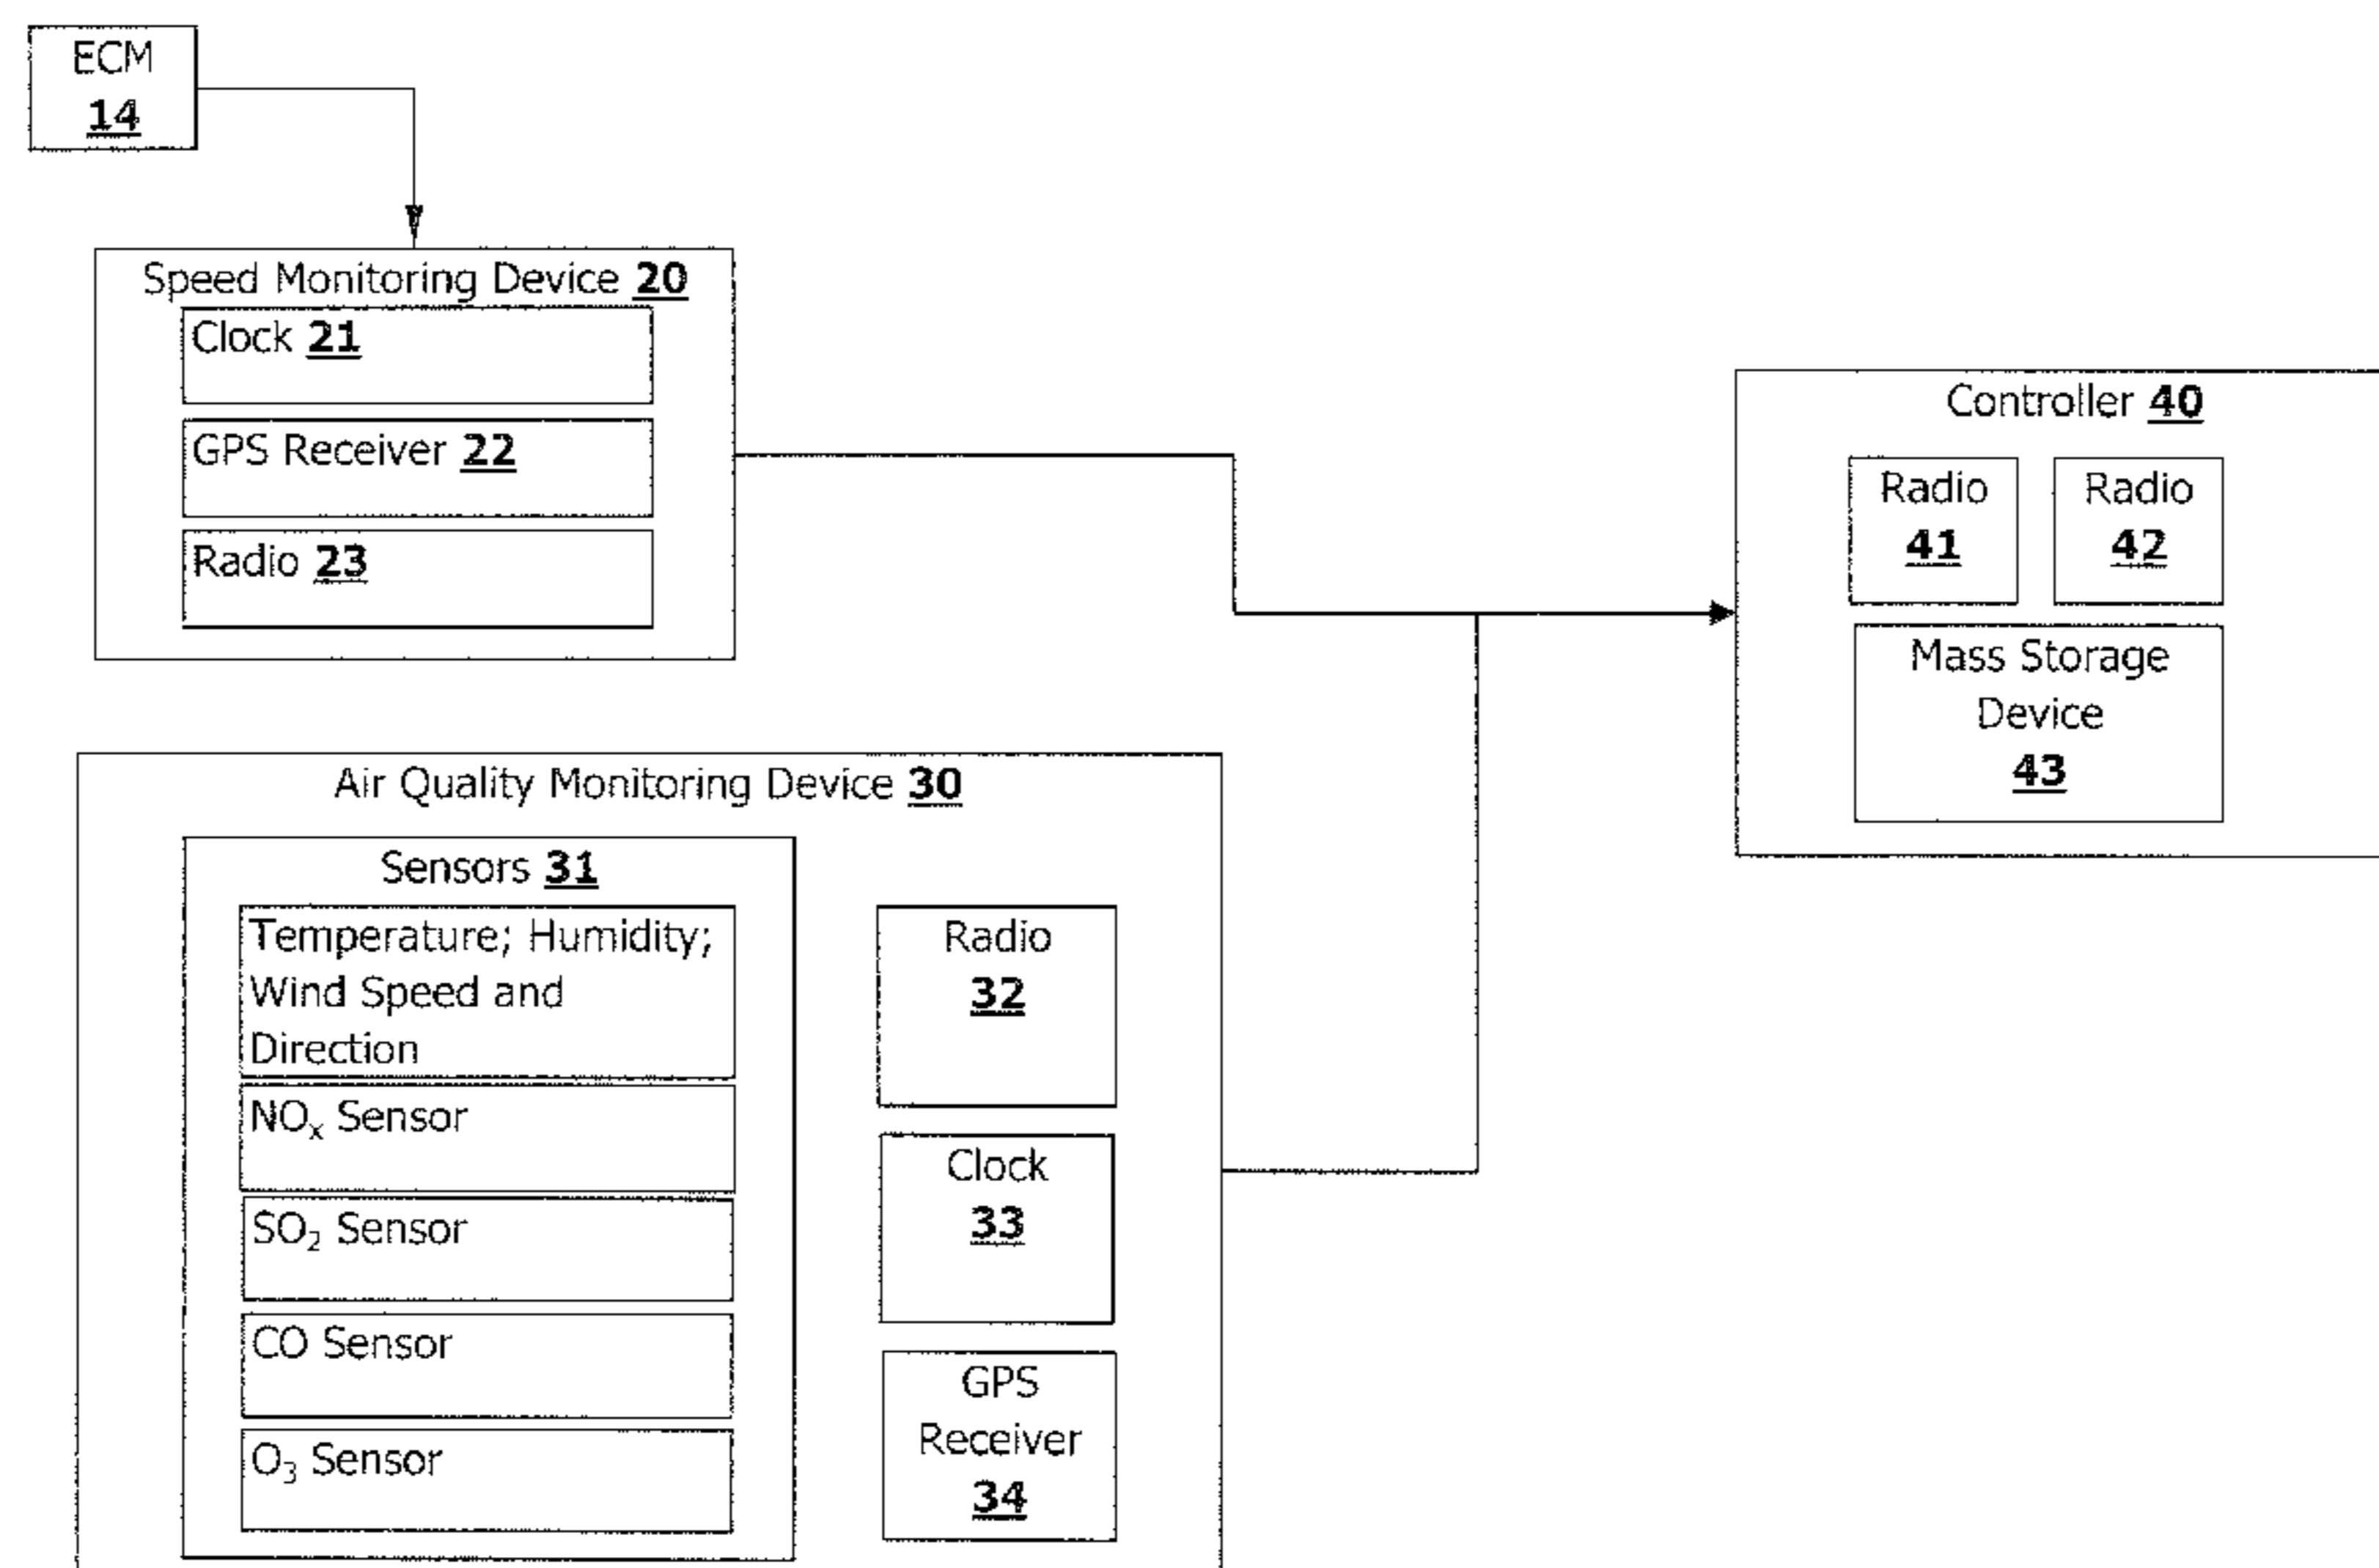 ECM
14
Speed Monitoring Device 20
Clock 21
GPS Receiver 22
Radio 23
Controller 40
Radio
41
Radio
42
Mass Storage
Device
43
Air Quality Monitoring Device 30
Sensors 31
Temperature; Humidity;
Wind Speed and
Direction
NOₓ Sensor
SO₂ Sensor
CO Sensor
O₃ Sensor
Radio
32
Clock
33
GPS
Receiver
34